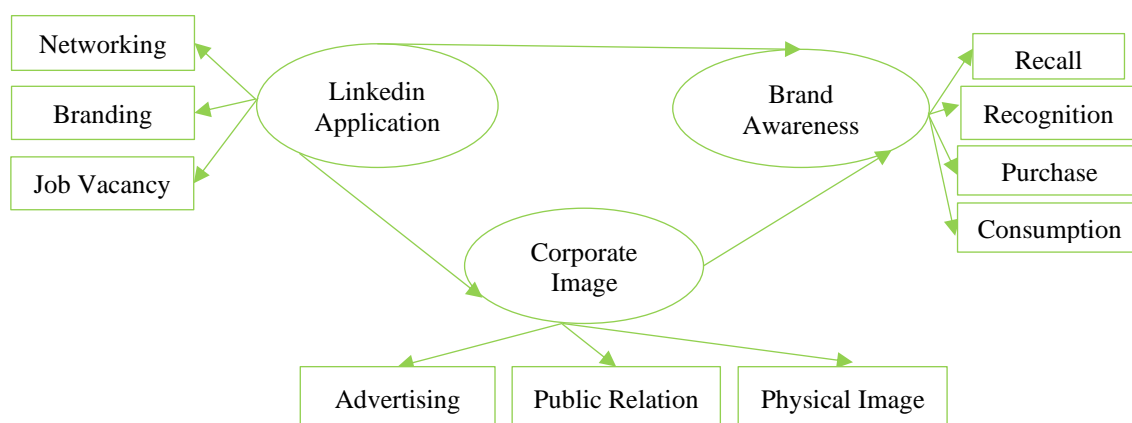 Networking
Branding
Job Vacancy
Linkedin
Application
Brand
Awareness
Recall
Recognition
Purchase
Consumption
Corporate
Image
Advertising
Public Relation
Physical Image